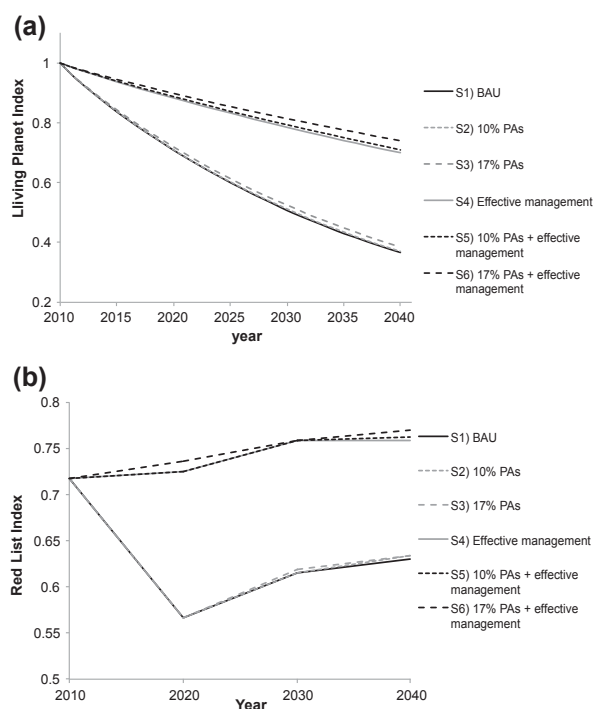 (a)
1
0.8
0.6
0.4
0.2
Lliving Planet Index
2010 2015 2020 2025 2030 2035 2040
year
S1) BAU
S2) 10% PAs
S3) 17% PAs
S4) Effective management
S5) 10% PAs + effective
management
S6) 17% PAs + effective
management
(b)
0.8
0.75
0.7
0.65
0.6
0.55
0.5
Red List Index
2010 2020 2030 2040
Year
S1) BAU
S2) 10% PAs
S3) 17% PAs
S4) Effective management
S5) 10% PAs + effective
management
S6) 17% PAs + effective
management